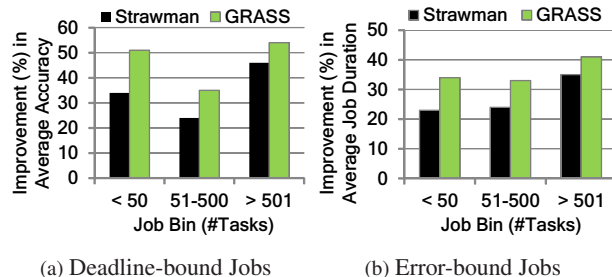 Strawman GRASS
Improvement (%) in
Average Accuracy
60
50
40
30
20
10
0
< 50 51-500 > 501
Job Bin (#Tasks)
(a) Deadline-bound Jobs
Strawman GRASS
Improvement (%) in
Average Job Duration
50
40
30
20
10
0
< 50 51-500 > 501
Job Bin (#Tasks)
(b) Error-bound Jobs